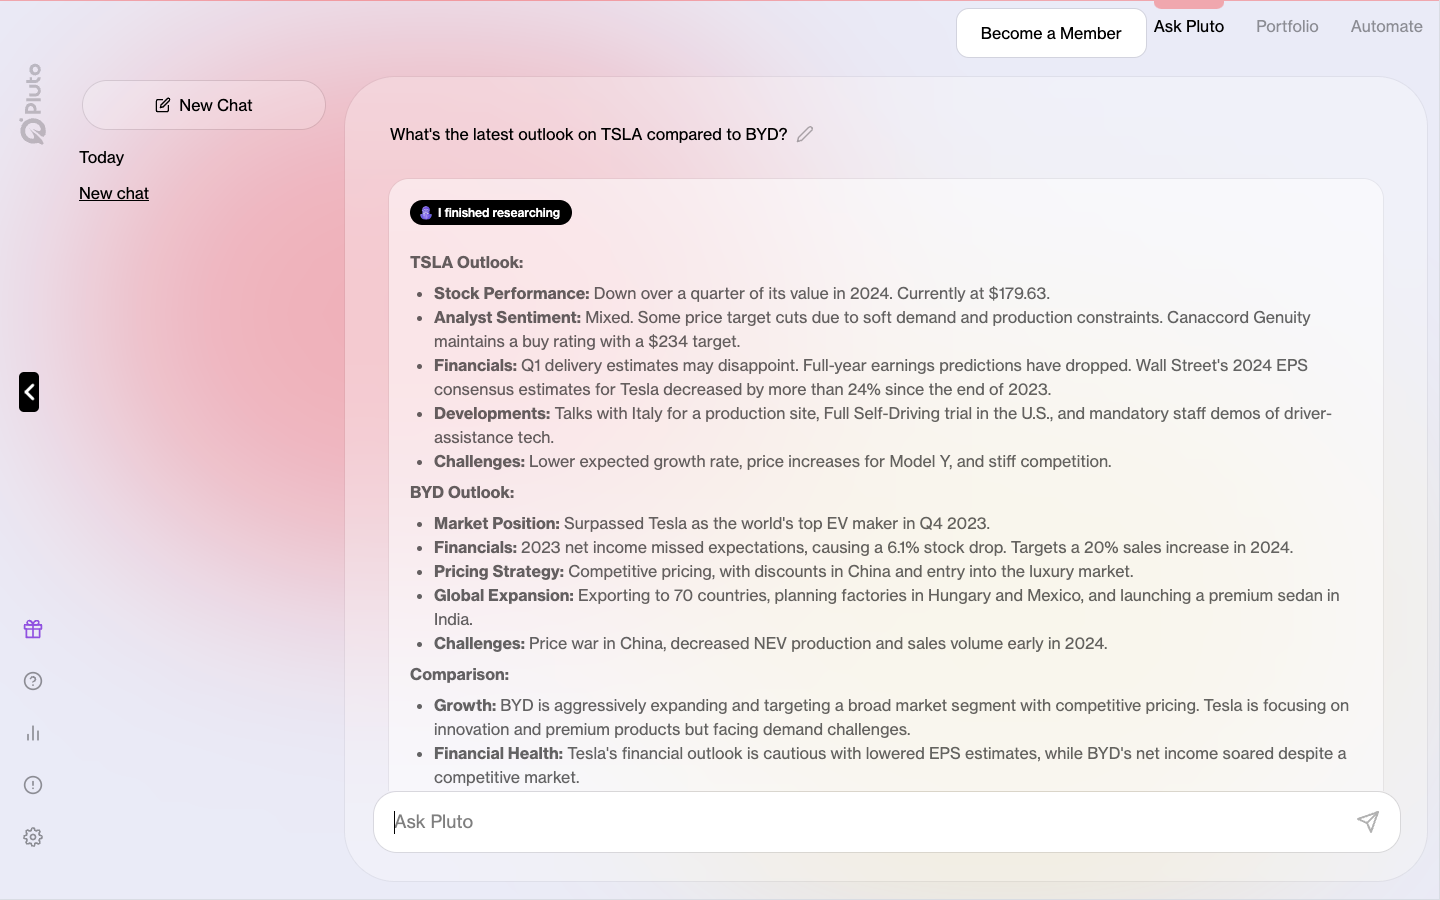 Become a Member
Ask Pluto
Portfolio
Automate
Pluto
New Chat
Today
New chat
What's the latest outlook on TSLA compared to BYD?
I finished researching
TSLA Outlook:
• Stock Performance: Down over a quarter of its value in 2024. Currently at $179.63.
• Analyst Sentiment: Mixed. Some price target cuts due to soft demand and production constraints. Canaccord Genuity
maintains a buy rating with a $234 target.
• Financials: Q1 delivery estimates may disappoint. Full-year earnings predictions have dropped. Wall Street's 2024 EPS
consensus estimates for Tesla decreased by more than 24% since the end of 2023.
• Developments: Talks with Italy for a production site, Full Self-Driving trial in the U.S., and mandatory staff demos of driver-
assistance tech.
• Challenges: Lower expected growth rate, price increases for Model Y, and stiff competition.
BYD Outlook:
• Market Position: Surpassed Tesla as the world's top EV maker in Q4 2023.
• Financials: 2023 net income missed expectations, causing a 6.1% stock drop. Targets a 20% sales increase in 2024.
• Pricing Strategy: Competitive pricing, with discounts in China and entry into the luxury market.
• Global Expansion: Exporting to 70 countries, planning factories in Hungary and Mexico, and launching a premium sedan in
India.
• Challenges: Price war in China, decreased NEV production and sales volume early in 2024.
Comparison:
• Growth: BYD is aggressively expanding and targeting a broad market segment with competitive pricing. Tesla is focusing on
innovation and premium products but facing demand challenges.
• Financial Health: Tesla's financial outlook is cautious with lowered EPS estimates, while BYD's net income soared despite a
competitive market.
Ask Pluto